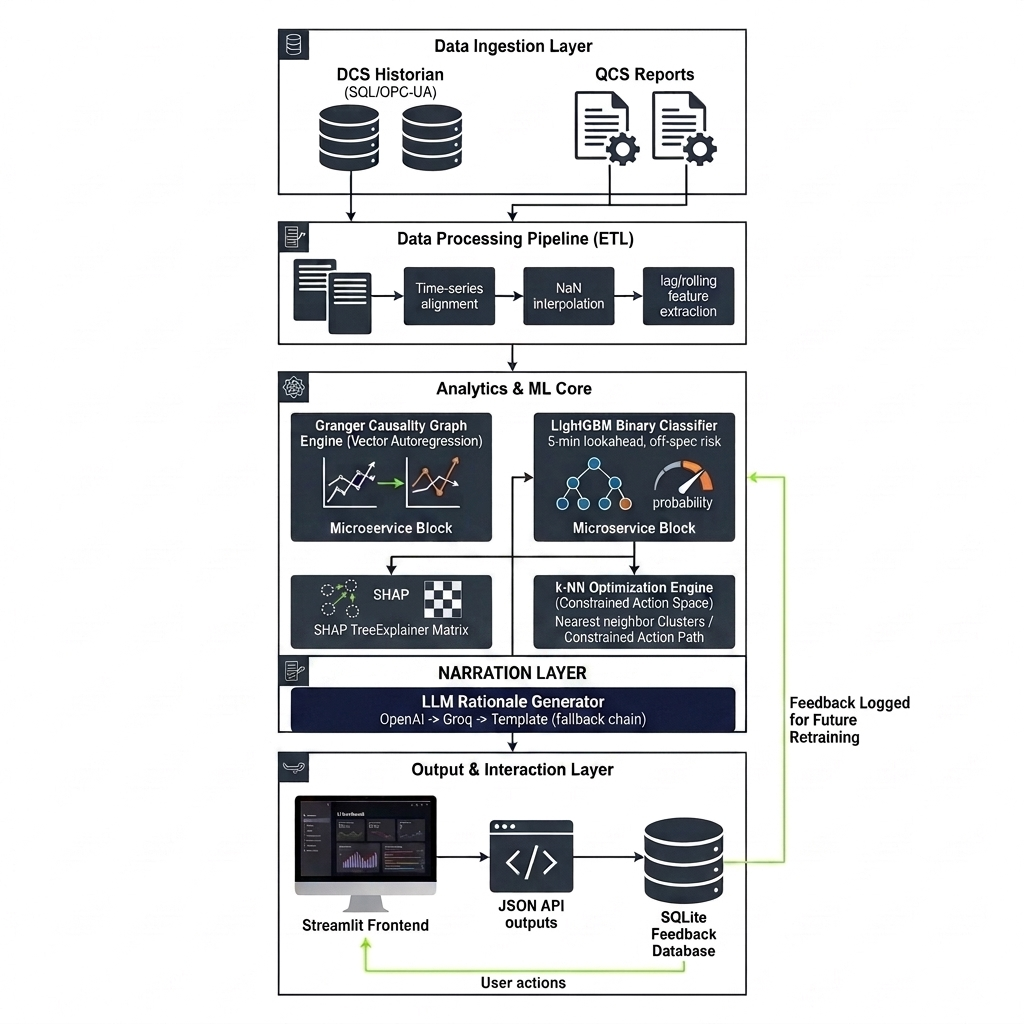 Data Ingestion Layer
DCS Historian
(SQL/OPC-UA)
QCS Reports
Data Processing Pipeline (ETL)
Time-series
alignment
NaN
interpolation
lag/rolling
feature
extraction
Analytics & ML Core
Granger Causality Graph
Engine (Vector Autoregression)
Microservice Block
LightGBM Binary Classifier
5-min lookahead, off-spec risk
probability
Microservice Block
SHAP
SHAP TreeExplainer Matrix
k-NN Optimization Engine
(Constrained Action Space)
Nearest neighbor Clusters /
Constrained Action Path
NARRATION LAYER
LLM Rationale Generator
OpenAI -> Groq -> Template (fallback chain)
Feedback Logged
for Future
Retraining
Output & Interaction Layer
Streamlit Frontend
JSON API
outputs
SQLite
Feedback
Database
User actions